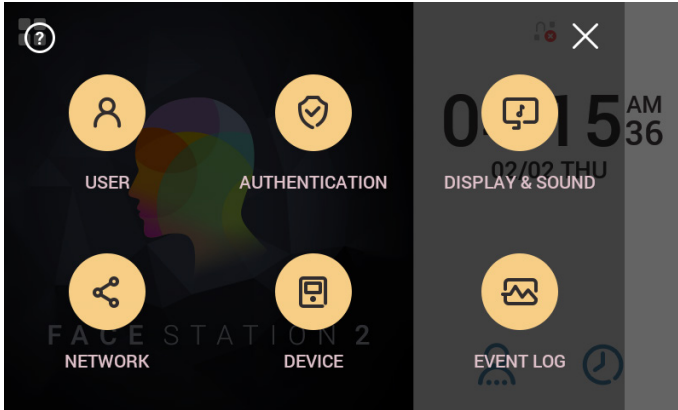 ?
AM
36
02/02 THU
USER
AUTHENTICATION
DISPLAY & SOUND
FACE STATION 2
NETWORK
DEVICE
EVENT LOG